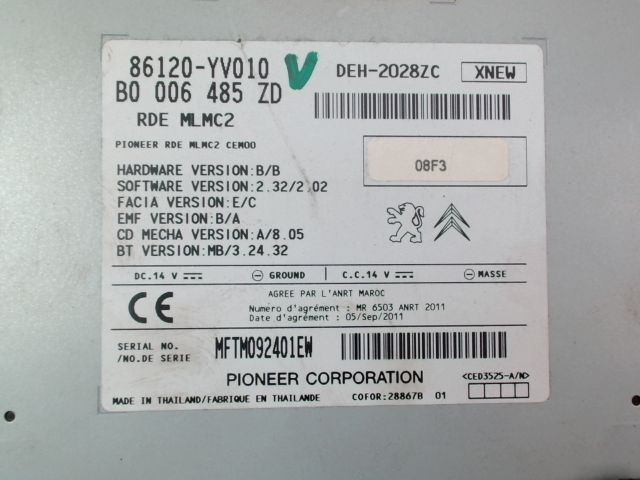 86120-YV010 V DEH-2028ZC XNEW
B0 006 485 ZD
RDE MLMC2
PIONEER RDE MLMC2 CEM00
08F3
HARDWARE VERSION:B/B
SOFTWARE VERSION:2.32/2.02
FACIA VERSION:E/C
EMF VERSION:B/A
CD MECHA VERSION:A/8.05
BT VERSION:MB/3.24.32
DC.14 V GROUND C.C.14 V MASSE
CE
AGREE PAR L'ANRT MAROC
Numéro d'agrément : MR 6503 ANRT 2011
Date d'agrément : 05/Sep/2011
SERIAL NO.
/NO.DE SERIE
MFTM092401EW
PIONEER CORPORATION
<CED3525-A/N>
MADE IN THAILAND/FABRIQUE EN THAILANDE COFOR:28867B 01